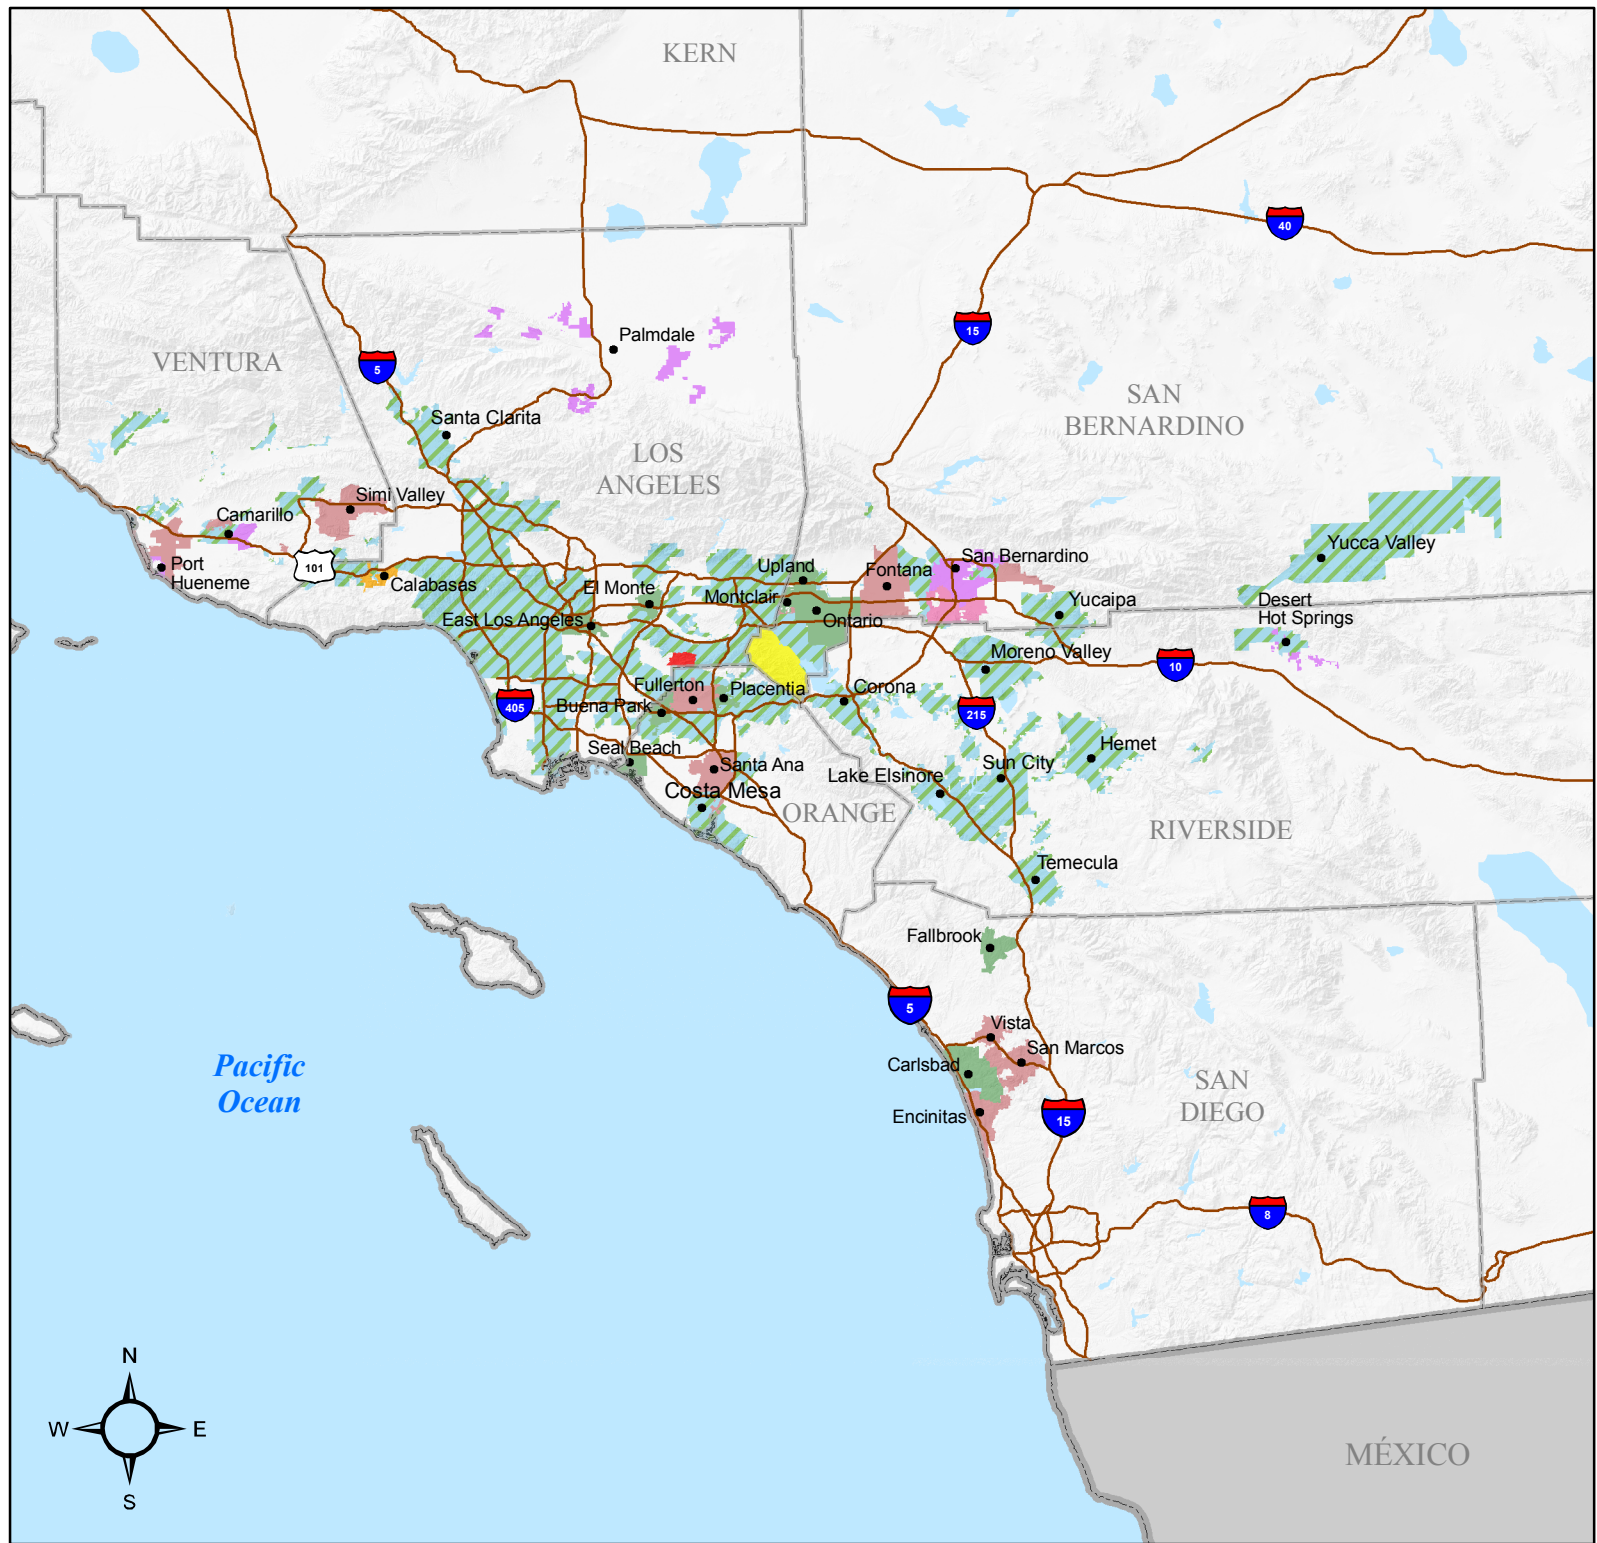 KERN
40
15
Palmdale
VENTURA
5
SAN
BERNARDINO
Santa Clarita
LOS
ANGELES
Simi Valley
Camarillo
Yucca Valley
San Bernardino
Upland
Fontana
101
Port
Hueneme
Calabasas
El Monte
Montclair
Yucaipa
Desert
Hot Springs
East Los Angeles
Ontario
Moreno Valley
10
Fullerton
Placentia
Corona
405
Buena Park
215
Seal Beach
Hemet
Santa Ana
Sun City
Lake Elsinore
Costa Mesa
ORANGE
RIVERSIDE
Temecula
Fallbrook
5
Vista
San Marcos
Carlsbad
Pacific
Ocean
SAN
DIEGO
Encinitas
15
8
N
W
E
S
MÉXICO